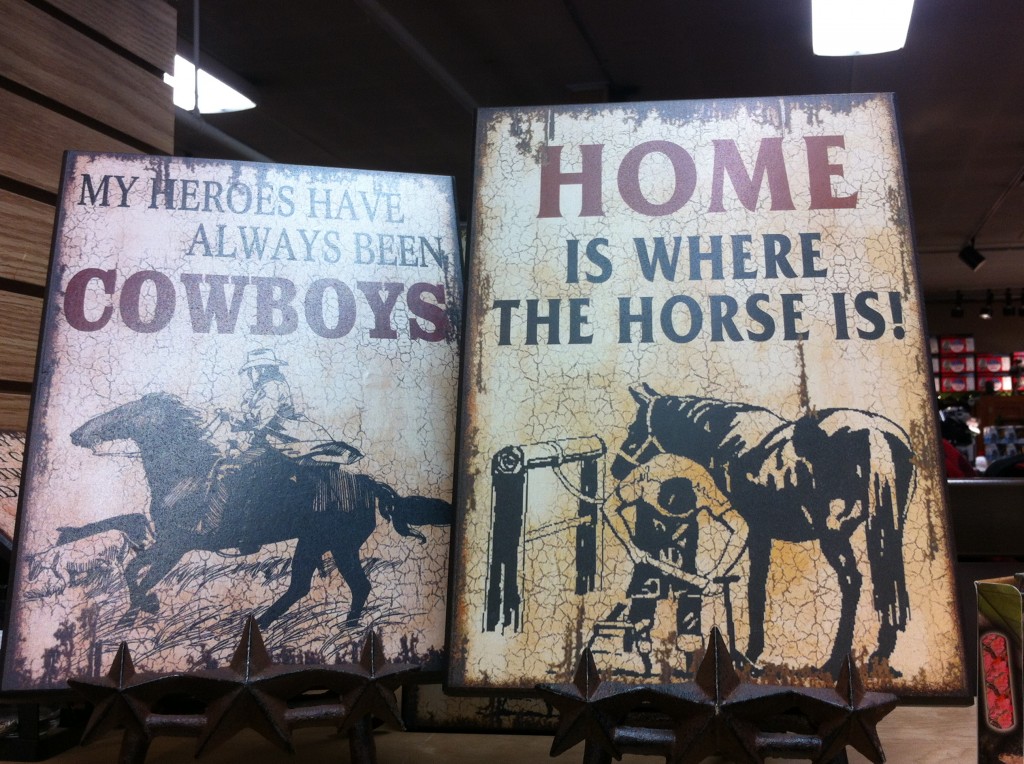 MY HEROES HAVE
ALWAYS BEEN
COWBOYS
HOME
IS WHERE
THE HORSE IS!